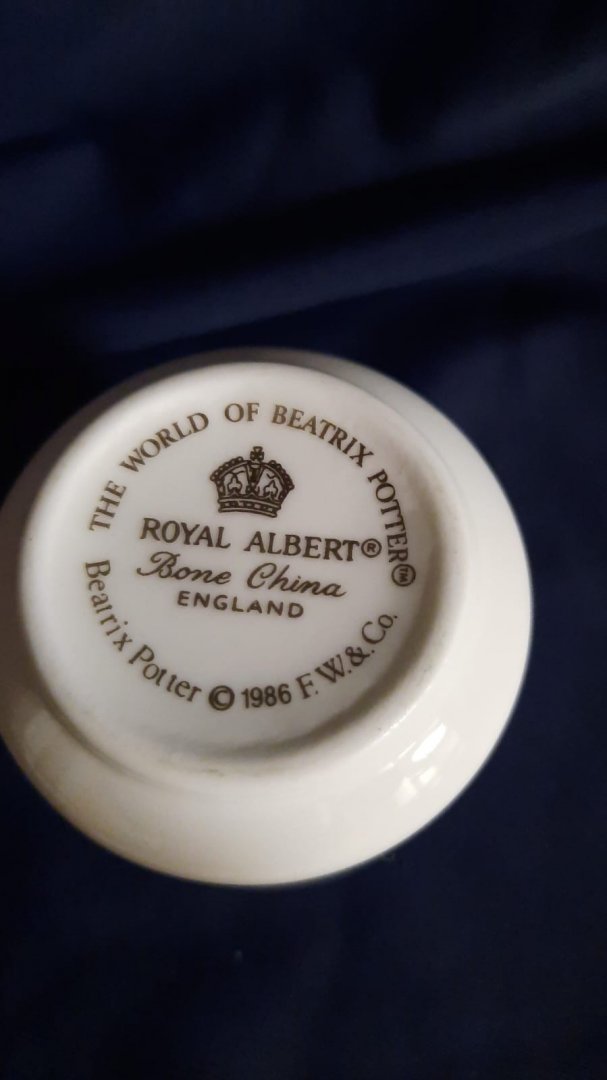 THE WORLD OF BEATRIX POTTER™
ROYAL ALBERT®
Bone China
ENGLAND
Beatrix Potter © 1986 F. W. & Co.